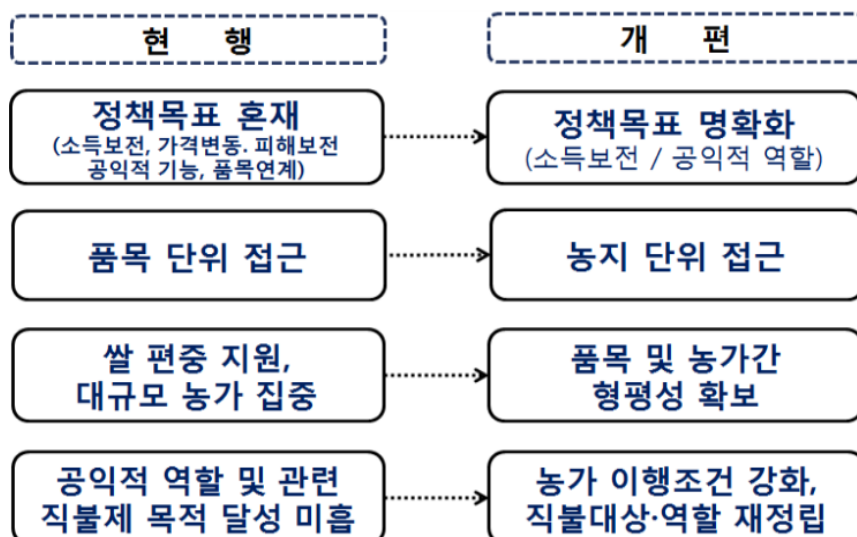 현 행
개 편
정책목표 혼재
(소득보전, 가격변동. 피해보전
공익적 기능, 품목연계)
정책목표 명확화
(소득보전 / 공익적 역할)
품목 단위 접근
농지 단위 접근
쌀 편중 지원,
대규모 농가 집중
품목 및 농가간
형평성 확보
공익적 역할 및 관련
직불제 목적 달성 미흡
농가 이행조건 강화,
직불대상·역할 재정립